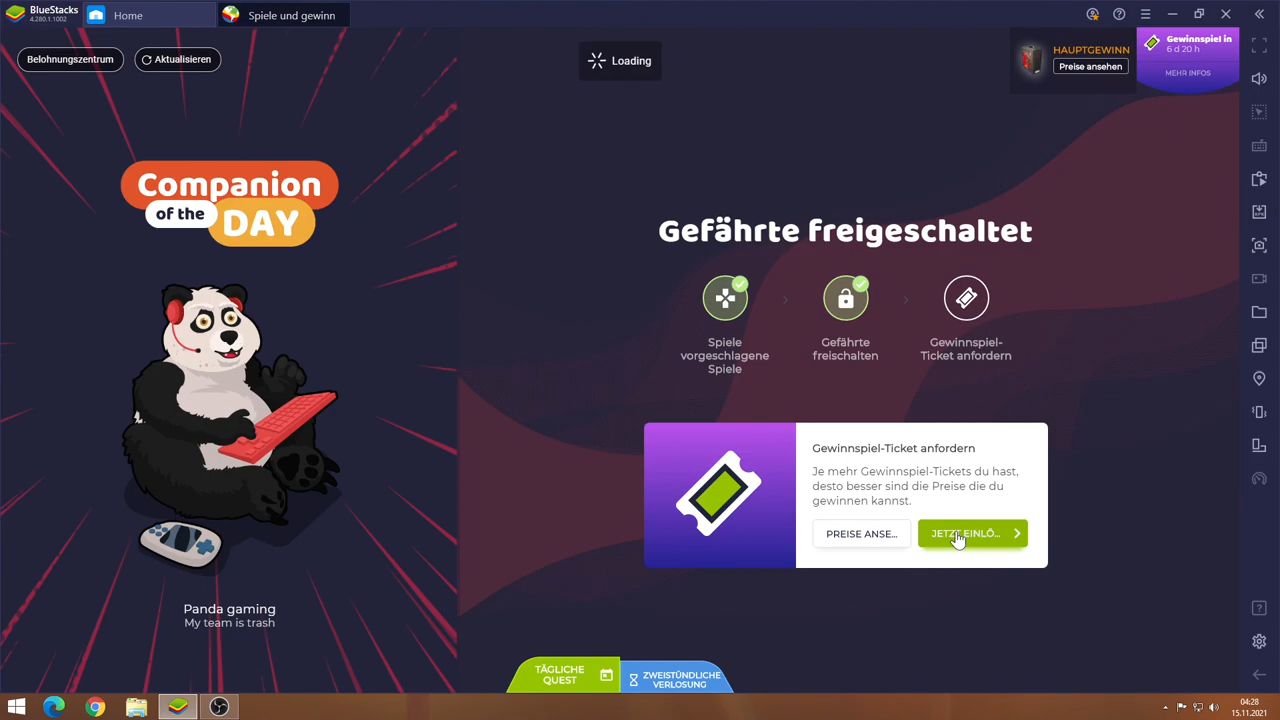 BlueStacks
4.280.1.1002
Home
Spiele und gewinn
Belohnungszentrum
Aktualisieren
Loading
HAUPTGEWINN
Preise ansehen
Gewinnspiel in
6 d 20 h
MEHR INFOS
Companion
of the
DAY
Gefährte freigeschaltet
Spiele
vorgeschlagene
Spiele
Gefährte
freischalten
Gewinnspiel-
Ticket anfordern
Gewinnspiel-Ticket anfordern
Je mehr Gewinnspiel-Tickets du hast,
desto besser sind die Preise die du
gewinnen kannst.
PREISE ANSE...
JETZT EINLÖ...
Panda gaming
My team is trash
TÄGLICHE
QUEST
ZWEISTÜNDLICHE
VERLOSUNG
04:28
15.11.2021